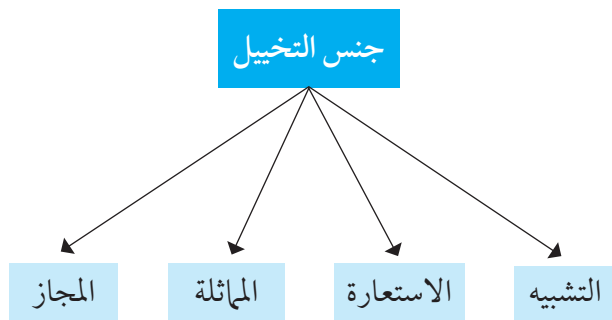 جنس التخييل
التشبيه
الاستعارة
المماثلة
المجاز